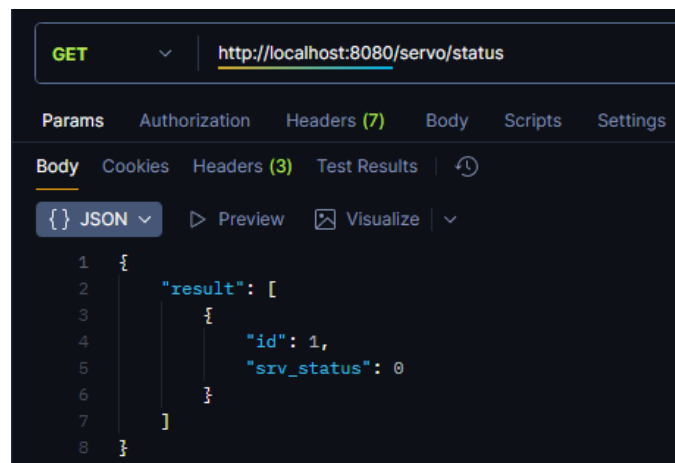 GET http://localhost:8080/servo/status
Params Authorization Headers (7) Body Scripts Settings
Body Cookies Headers (3) Test Results
{} JSON Preview Visualize
1 {
2 "result": [
3 {
4 "id": 1,
5 "srv_status": 0
6 }
7 ]
8 }